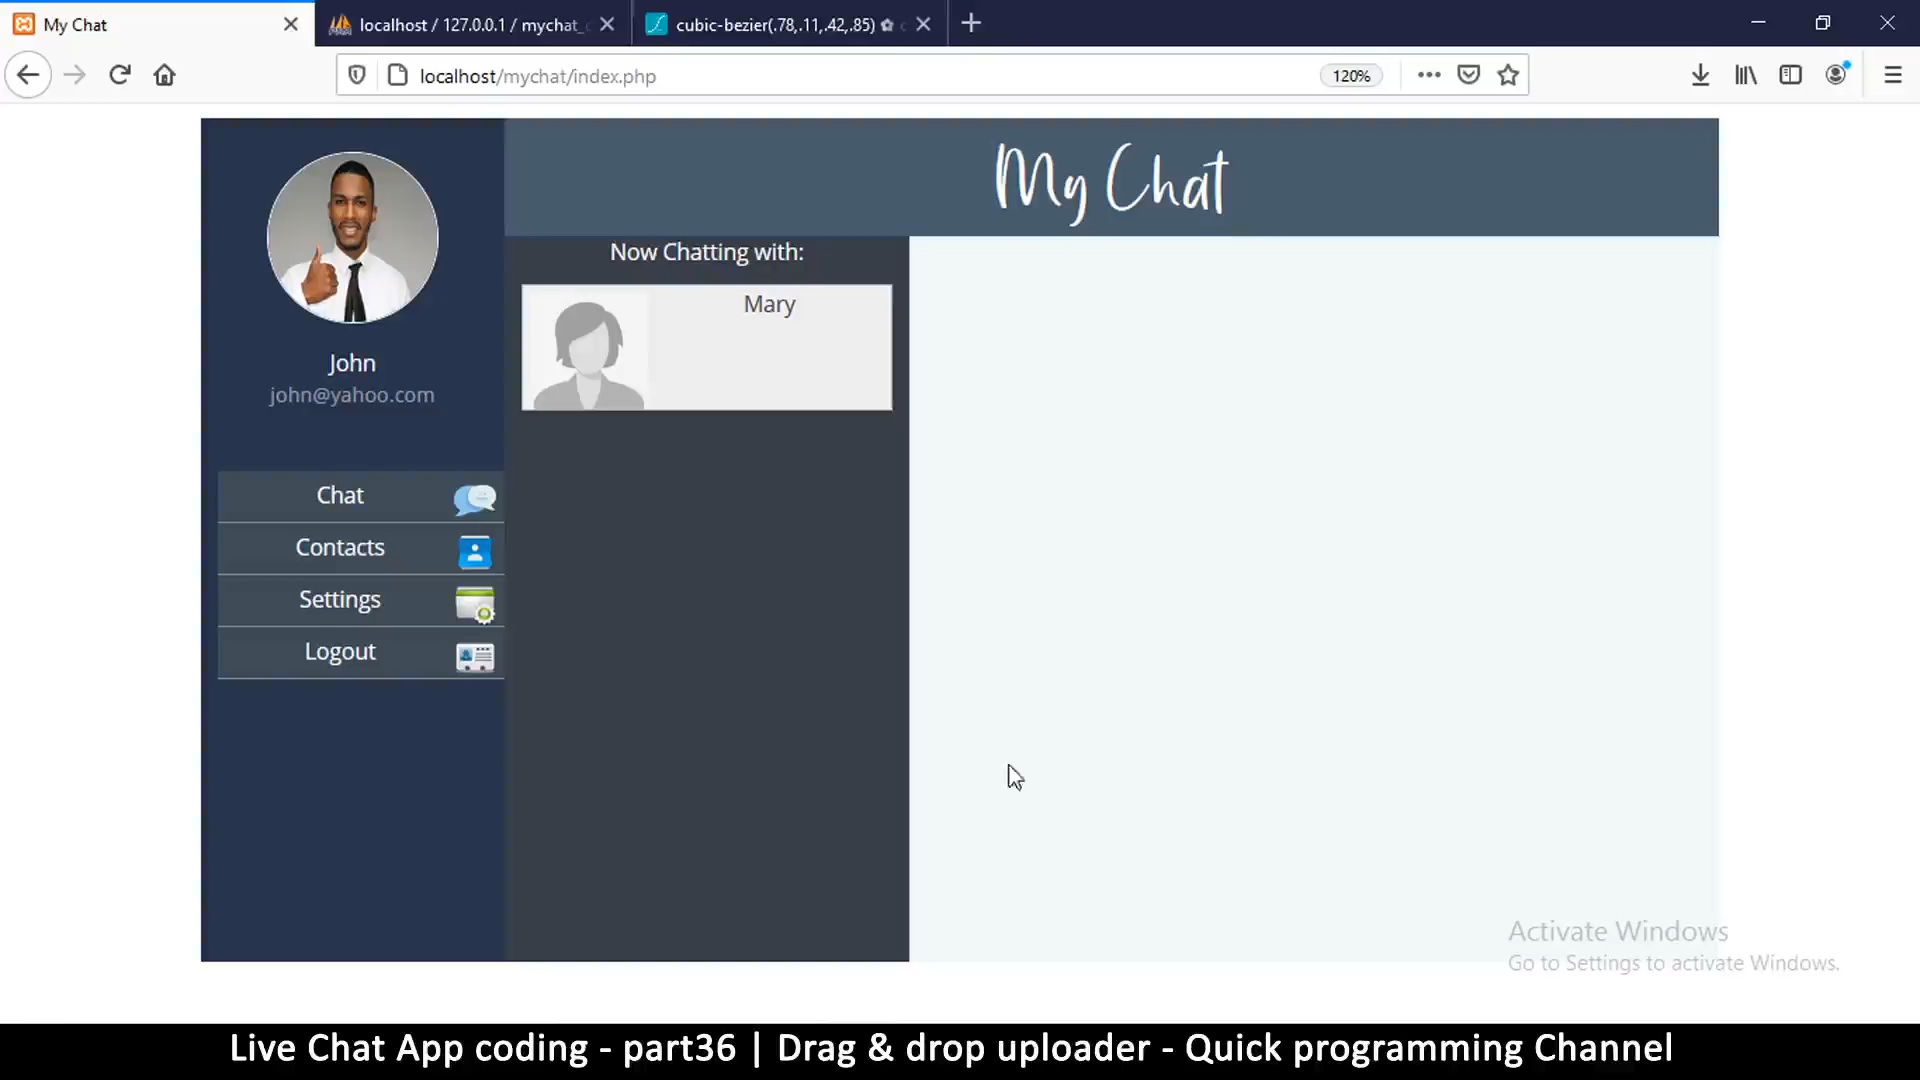 My Chat
localhost / 127.0.0.1 / mychat_
cubic-bezier(.78,.11,.42,.85) ✿
localhost/mychat/index.php
120%
My Chat
John
john@yahoo.com
Chat
Contacts
Settings
Logout
Now Chatting with:
Mary
Activate Windows
Go to Settings to activate Windows.
Live Chat App coding - part36 | Drag & drop uploader - Quick programming Channel